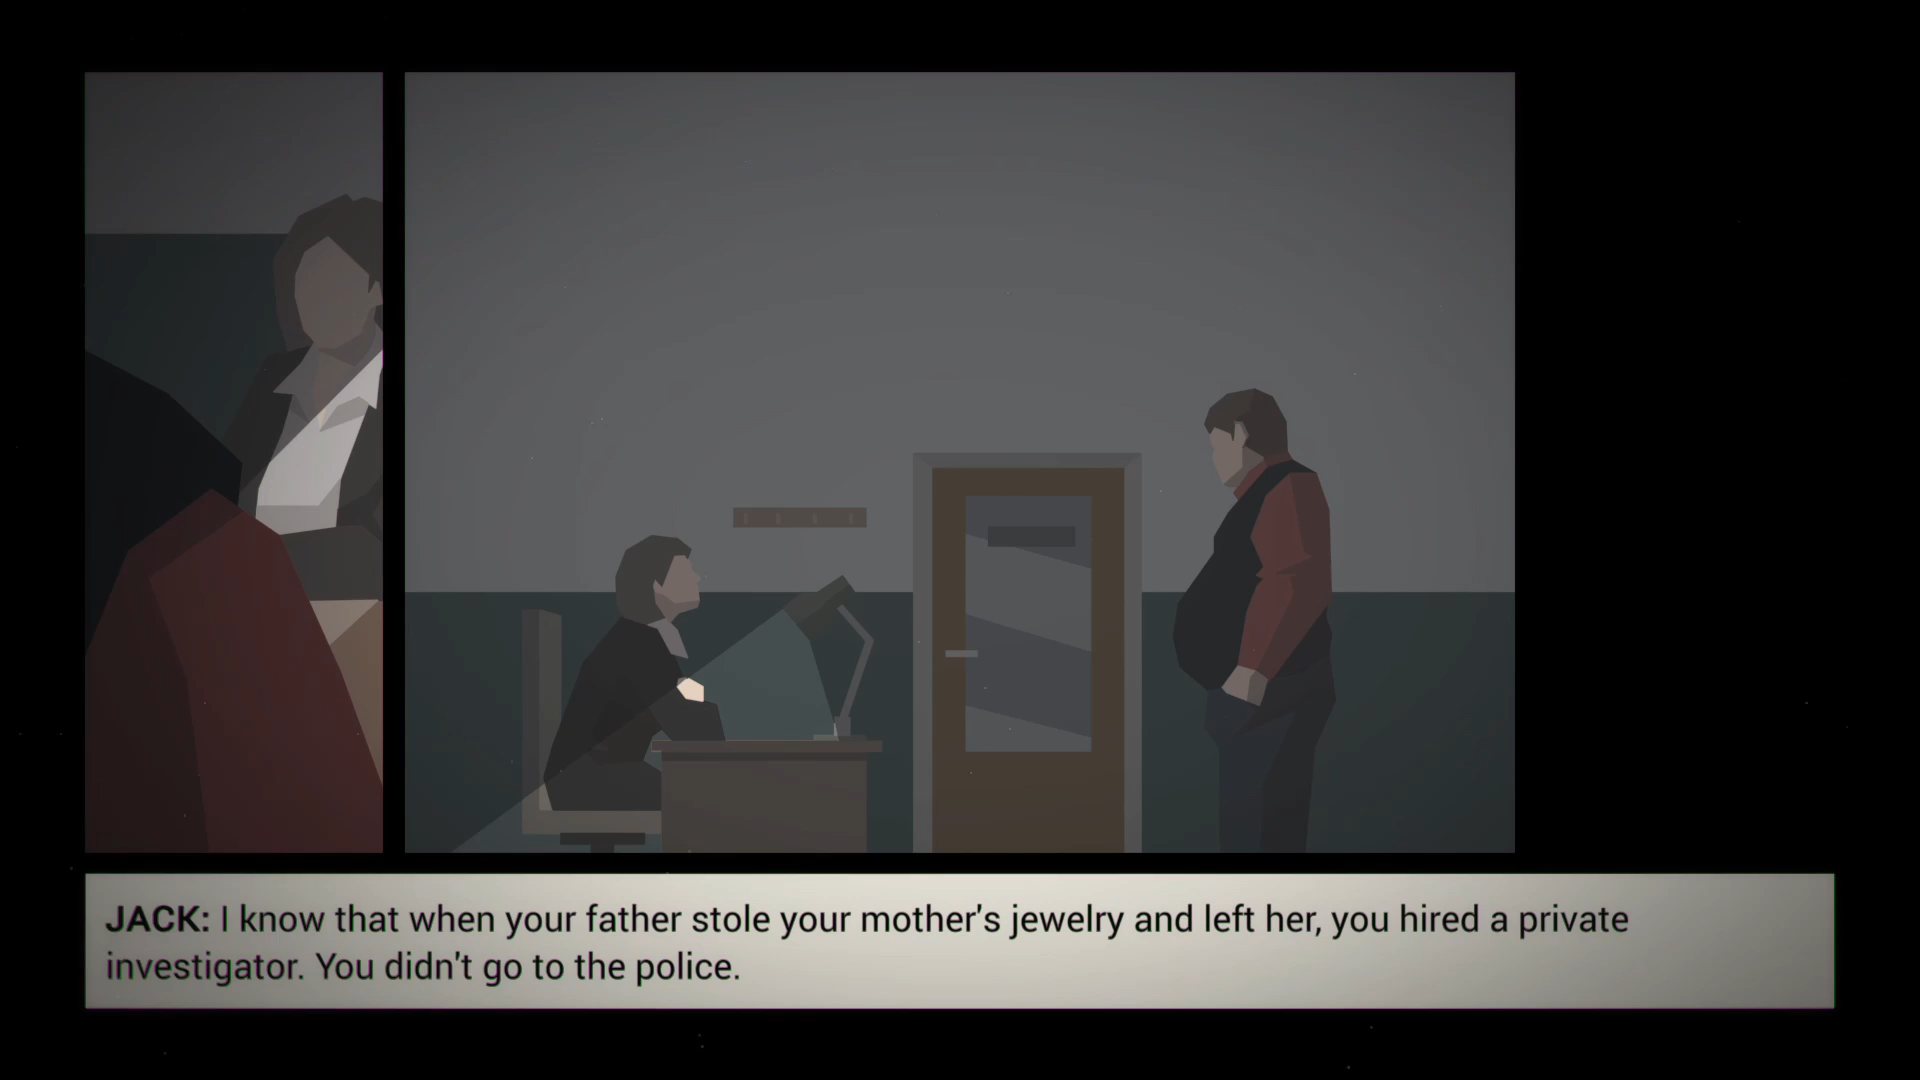 JACK: I know that when your father stole your mother's jewelry and left her, you hired a private
investigator. You didn't go to the police.